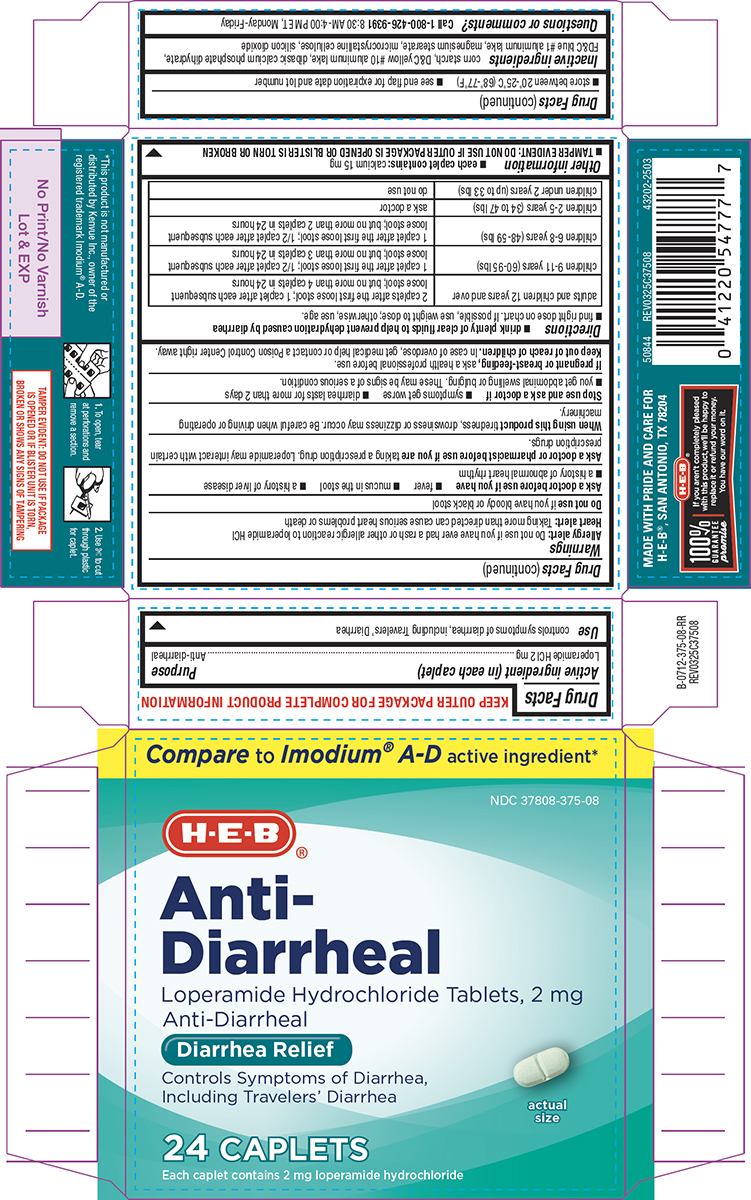 Compare to Imodium® A-D active ingredient*
NDC 37808-375-08
H-E-B®
Anti-
Diarrheal
Loperamide Hydrochloride Tablets, 2 mg
Anti-Diarrheal
Diarrhea Relief
Controls Symptoms of Diarrhea,
Including Travelers' Diarrhea
actual
size
24 CAPLETS
Each caplet contains 2 mg loperamide hydrochloride
KEEP OUTER PACKAGE FOR COMPLETE PRODUCT INFORMATION
Drug Facts
Active ingredient (in each caplet) Purpose
Loperamide HCl 2 mg ... Anti-diarrheal
Use controls symptoms of diarrhea, including Travelers' Diarrhea
B-0712-375-08-RR
REV0325C37508
Drug Facts (continued)
Warnings
Allergy alert: Do not use if you have ever had a rash or other allergic reaction to loperamide HCl
Heart alert: Taking more than directed can cause serious heart problems or death
Do not use if you have bloody or black stool
Ask a doctor before use if you have ■ fever ■ mucus in the stool ■ a history of liver disease
■ a history of abnormal heart rhythm
Ask a doctor or pharmacist before use if you are taking a prescription drug. Loperamide may interact with certain
prescription drugs.
When using this product tiredness, drowsiness or dizziness may occur. Be careful when driving or operating
machinery.
Stop use and ask a doctor if ■ symptoms get worse ■ diarrhea lasts for more than 2 days
■ you get abdominal swelling or bulging. These may be signs of a serious condition.
If pregnant or breast-feeding, ask a health professional before use.
Keep out of reach of children. In case of overdose, get medical help or contact a Poison Control Center right away.
Directions ■ drink plenty of clear fluids to help prevent dehydration caused by diarrhea
■ find right dose on chart. If possible, use weight to dose; otherwise, use age.
adults and children 12 years and over 2 caplets after the first loose stool; 1 caplet after each subsequent
loose stool; but no more than 4 caplets in 24 hours
children 9-11 years (60-95 lbs) 1 caplet after the first loose stool; 1/2 caplet after each subsequent
loose stool; but no more than 3 caplets in 24 hours
children 6-8 years (48-59 lbs) 1 caplet after the first loose stool; 1/2 caplet after each subsequent
loose stool; but no more than 2 caplets in 24 hours
children 2-5 years (34 to 47 lbs) ask a doctor
children under 2 years (up to 33 lbs) do not use
Other information ■ each caplet contains: calcium 15 mg
■ TAMPER EVIDENT: DO NOT USE IF OUTER PACKAGE IS OPENED OR BLISTER IS TORN OR BROKEN
Drug Facts (continued)
■ store between 20°-25°C (68°-77°F) ■ see end flap for expiration date and lot number
Inactive ingredients corn starch, D&C yellow #10 aluminum lake, dibasic calcium phosphate dihydrate,
FD&C blue #1 aluminum lake, magnesium stearate, microcrystalline cellulose, silicon dioxide
Questions or comments? Call 1-800-426-9391 8:30 AM-4:00 PM ET, Monday-Friday
No Print/No Varnish
Lot & EXP
*This product is not manufactured or
distributed by Kenvue Inc., owner of the
registered trademark Imodium® A-D.
1. To open, tear
at perforations and
remove a section.
2. Use ✂ to cut
through plastic
for caplet.
TAMPER EVIDENT: DO NOT USE IF PACKAGE
IS OPENED OR IF BLISTER UNIT IS TORN,
BROKEN OR SHOWS ANY SIGNS OF TAMPERING
MADE WITH PRIDE AND CARE FOR
H-E-B® SAN ANTONIO, TX 78204
100%
GUARANTEE
promise
H-E-B®
If you aren't completely pleased
with this product, we'll be happy to
replace it or refund your money.
You have our word on it.
50844 REV0325C37508 43202-2503
0 41220 54777 7